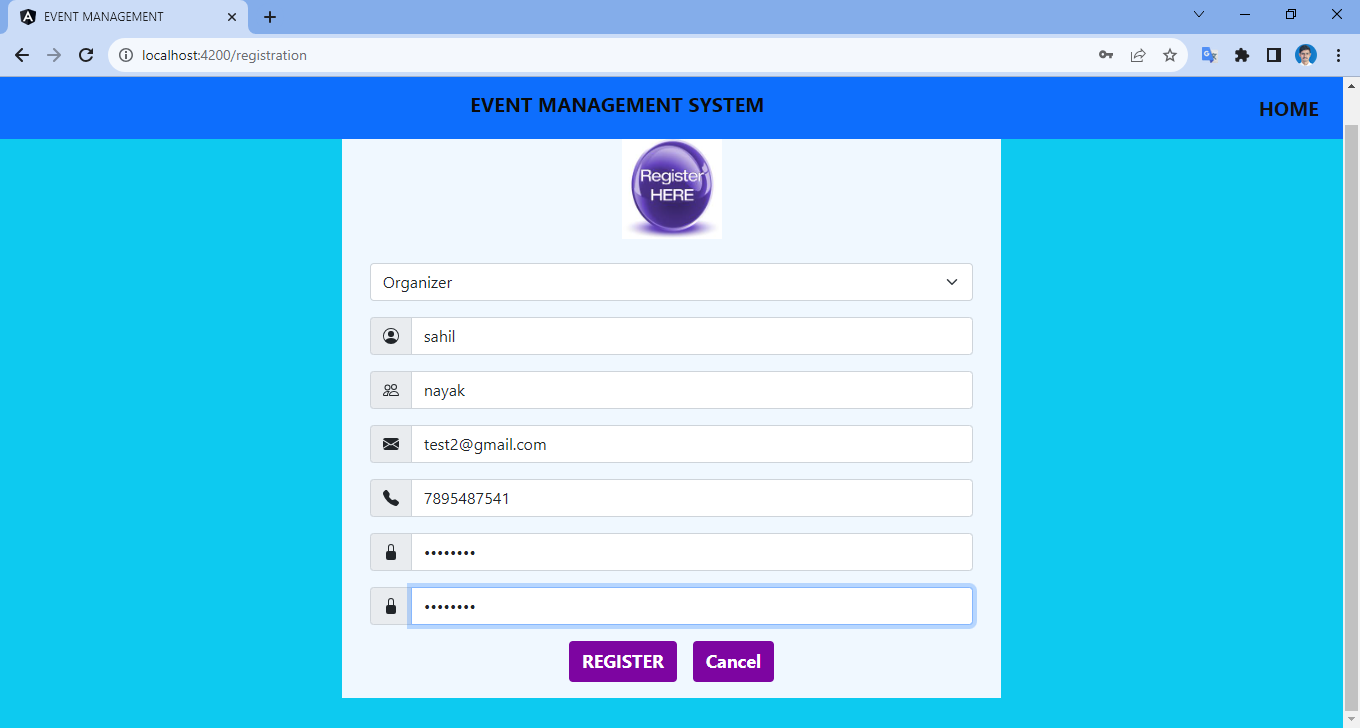 EVENT MANAGEMENT
localhost:4200/registration
EVENT MANAGEMENT SYSTEM
HOME
Register
HERE
Organizer
sahil
nayak
test2@gmail.com
7895487541
••••••••
••••••••
REGISTER Cancel